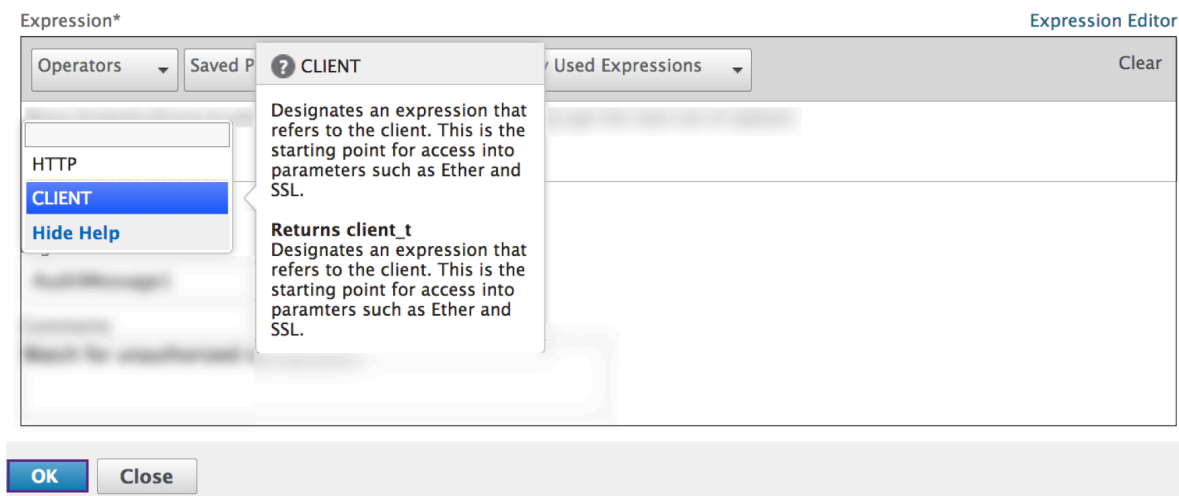 Expression*
Expression Editor
Operators
Saved P
Used Expressions
Clear
HTTP
CLIENT
Hide Help
CLIENT
Designates an expression that
refers to the client. This is the
starting point for access into
parameters such as Ether and
SSL.
Returns client_t
Designates an expression that
refers to the client. This is the
starting point for access into
paramters such as Ether and
SSL.
OK
Close